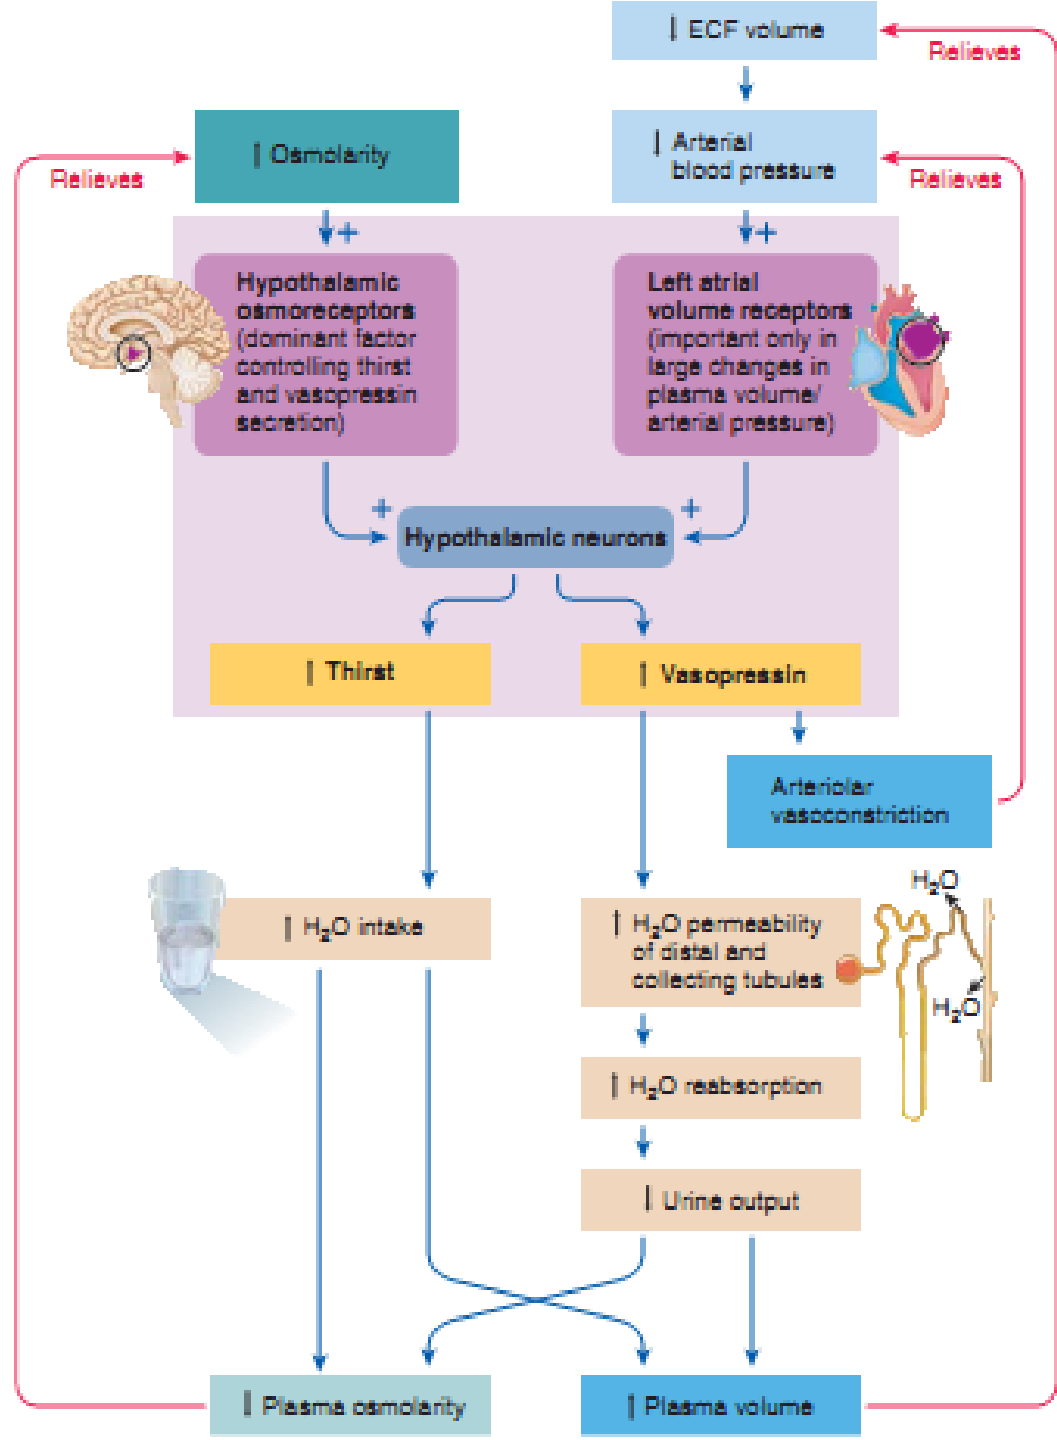 ↓ ECF volume
Relieves
↑ Osmolarity
↓ Arterial
blood pressure
Relieves
Relieves
+
+
Hypothalamic
osmoreceptors
(dominant factor
controlling thirst
and vasopressin
secretion)
Left atrial
volume receptors
(important only in
large changes in
plasma volume/
arterial pressure)
+
+
Hypothalamic neurons
↑ Thirst
↑ Vasopressin
Arteriolar
vasoconstriction
↑ H₂O intake
↑ H₂O permeability
of distal and
collecting tubules
H₂O
H₂O
↑ H₂O reabsorption
↓ Urine output
↓ Plasma osmolarity
↑ Plasma volume